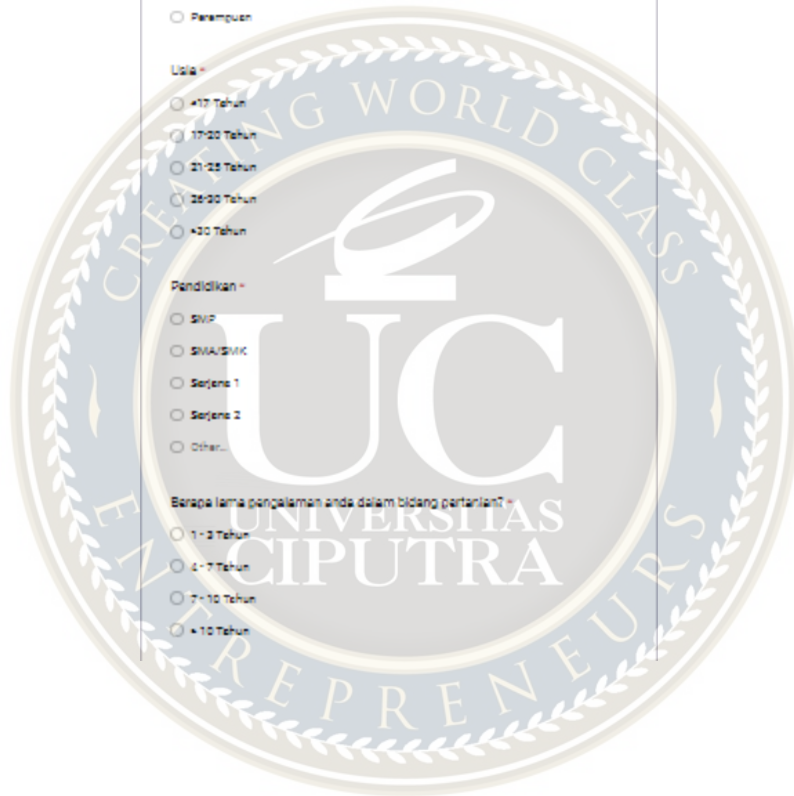 Perempuan
Usia *
<17 Tahun
17-20 Tahun
21-25 Tahun
26-30 Tahun
>30 Tahun
Pendidikan *
SMP
SMA/SMK
Sarjana 1
Sarjana 2
Other...
Berapa lama pengalaman anda dalam bidang pertanian? *
1 - 3 Tahun
4 - 7 Tahun
7 - 10 Tahun
> 10 Tahun
CREATING WORLD CLASS
UC
UNIVERSITAS
CIPUTRA
ENTREPRENEURS